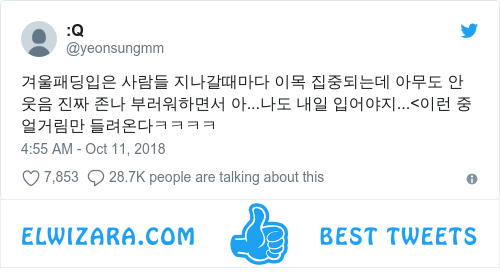 :Q
@yeonsungmm
겨울패딩입은 사람들 지나갈때마다 이목 집중되는데 아무도 안
웃음 진짜 존나 부러워하면서 아...나도 내일 입어야지...<이런 중
얼거림만 들려온다ㅋㅋㅋㅋ
4:55 AM - Oct 11, 2018
7,853 28.7K people are talking about this
ELWIZARA.COM BEST TWEETS